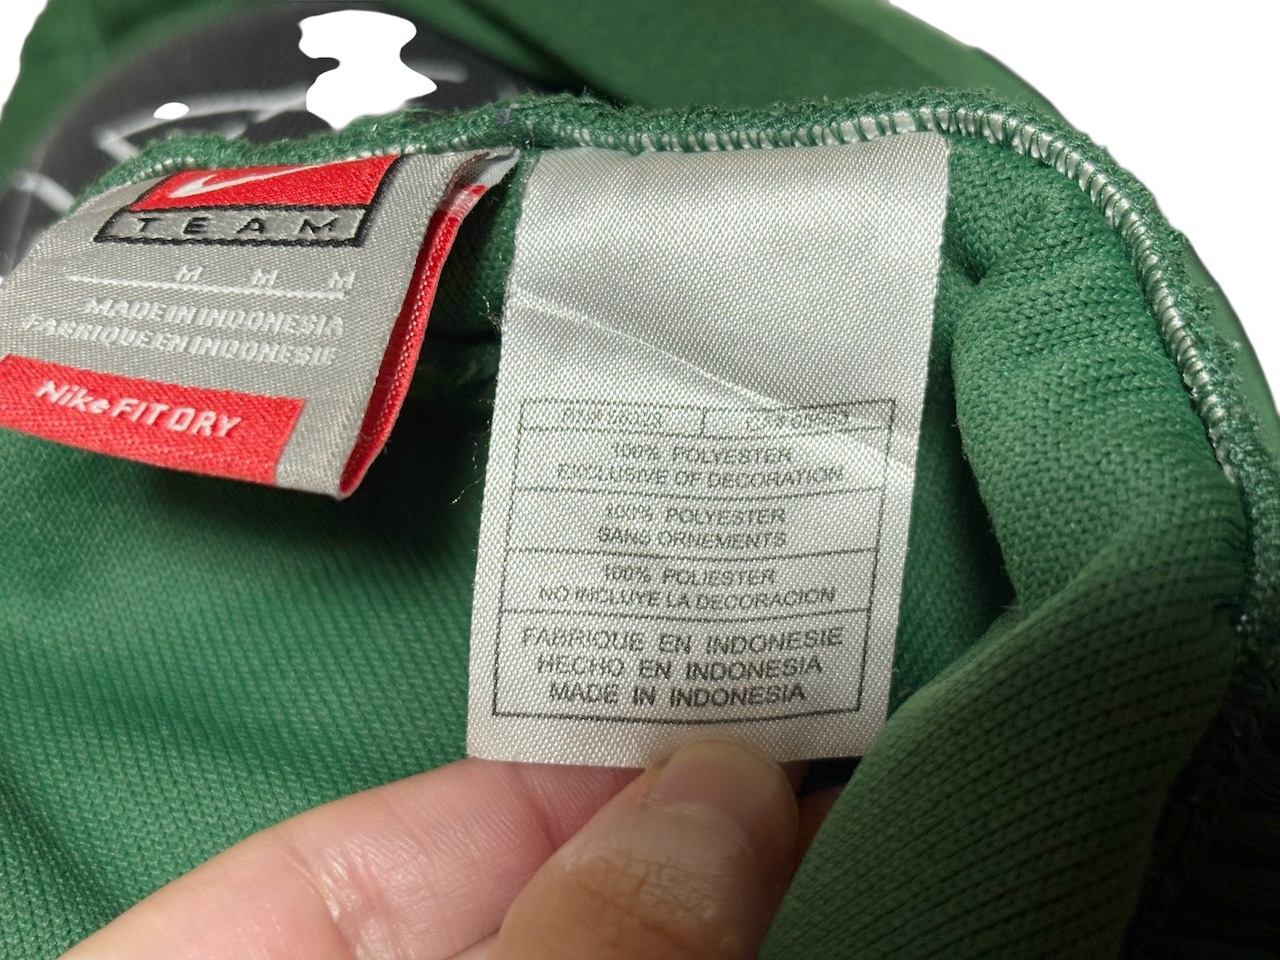 TEAM
M M M
MADE IN INDONESIA
FABRIQUE EN INDONESIE
Nike FIT DRY
100% POLYESTER
EXCLUSIVE OF DECORATION
100% POLYESTER
SANS ORNEMENTS
100% POLIESTER
NO INCLUYE LA DECORACION
FABRIQUE EN INDONESIE
HECHO EN INDONESIA
MADE IN INDONESIA